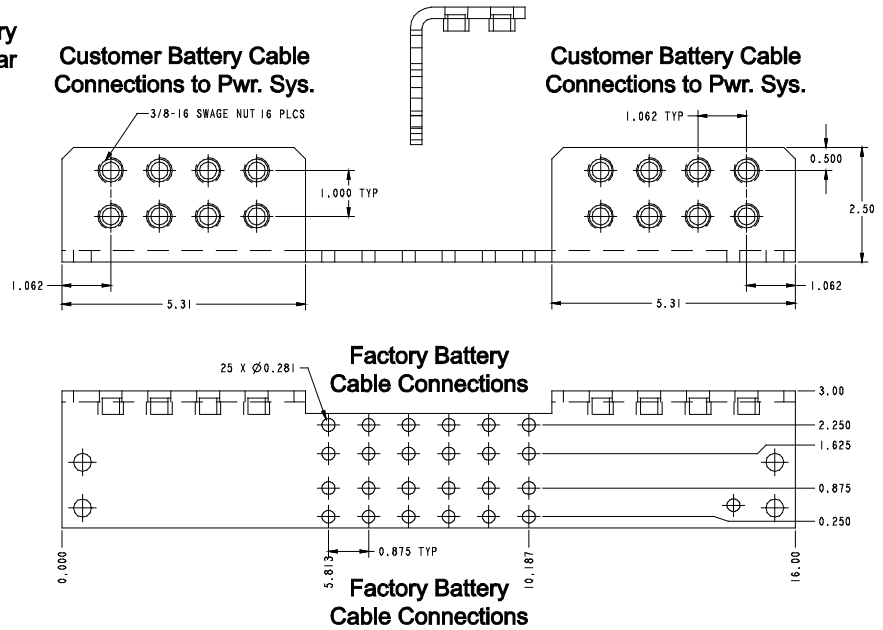 ry
ar
Customer Battery Cable
Connections to Pwr. Sys.
Customer Battery Cable
Connections to Pwr. Sys.
3/8-16 SWAGE NUT 16 PLCS
1.062 TYP
0.500
1.000 TYP
2.50
1.062
5.31
5.31
1.062
Factory Battery
Cable Connections
25 X Ø0.281
3.00
2.250
1.625
0.875
0.250
0.875 TYP
0.000
5.813
10.187
16.00
Factory Battery
Cable Connections